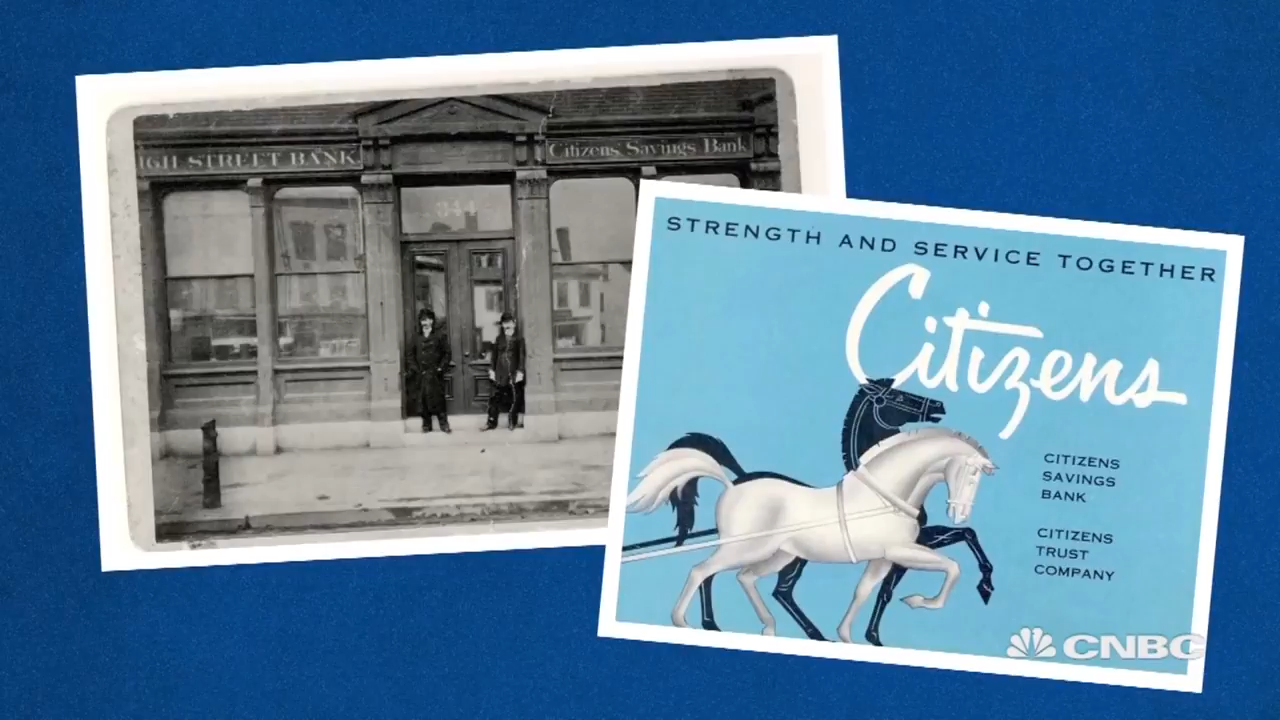 IGH STREET BANK.
Citizens Savings Bank
344
STRENGTH AND SERVICE TOGETHER
Citizens
CITIZENS
SAVINGS
BANK
CITIZENS
TRUST
COMPANY
CNBC